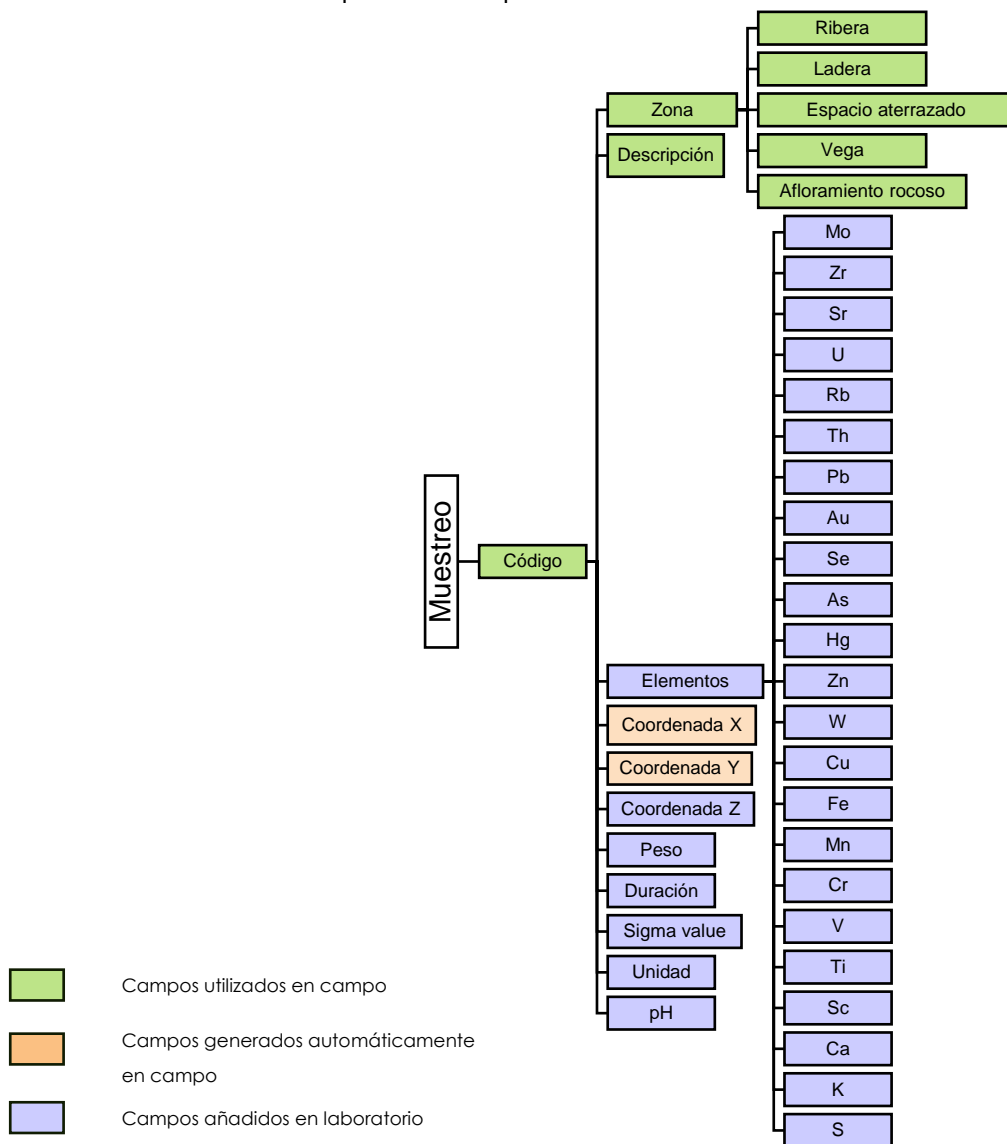 Ribera
Ladera
Zona
Espacio aterrazado
Descripción
Vega
Afloramiento rocoso
Mo
Zr
Sr
U
Rb
Th
Pb
Au
Muestreo
Código
Se
As
Hg
Elementos
Zn
Coordenada X
W
Coordenada Y
Cu
Coordenada Z
Fe
Peso
Mn
Duración
Cr
Sigma value
V
Unidad
Ti
pH
Sc
Ca
K
S
Campos utilizados en campo
Campos generados automáticamente
en campo
Campos añadidos en laboratorio